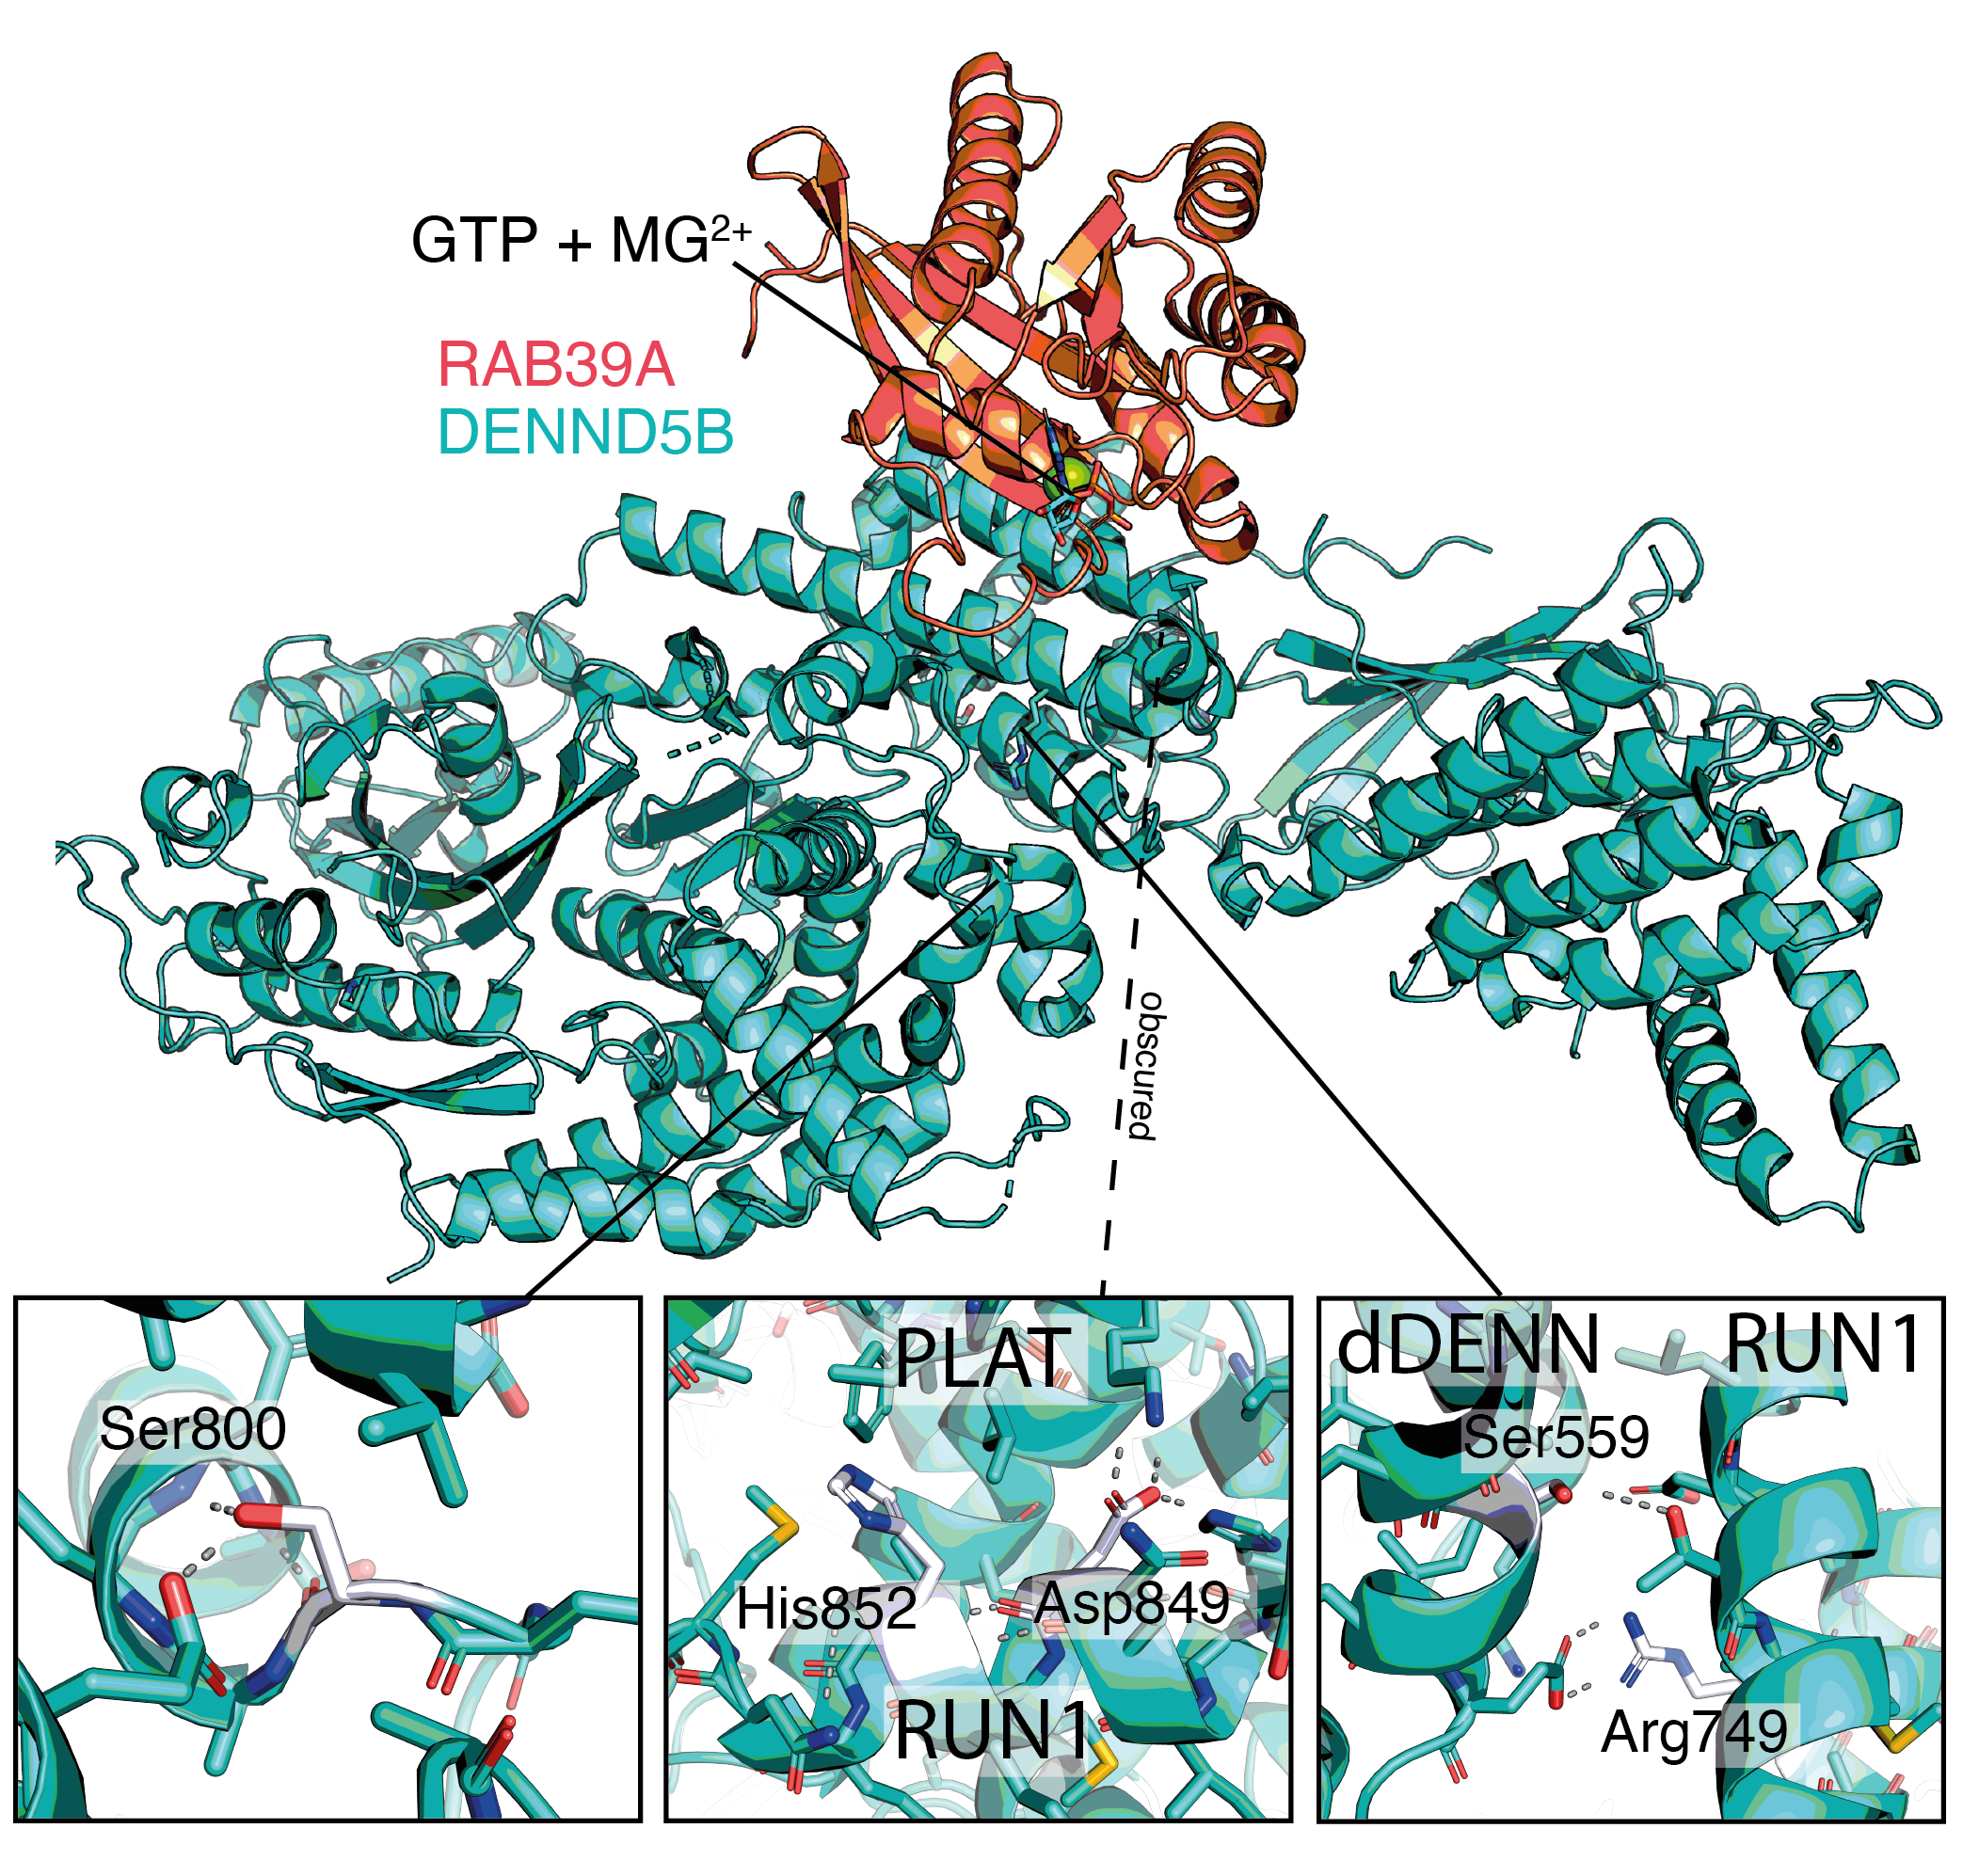 GTP + MG²⁺
RAB39A
DENND5B
obscured
Ser800
PLAT
His852
Asp849
RUN1
dDENN
RUN1
Ser559
Arg749